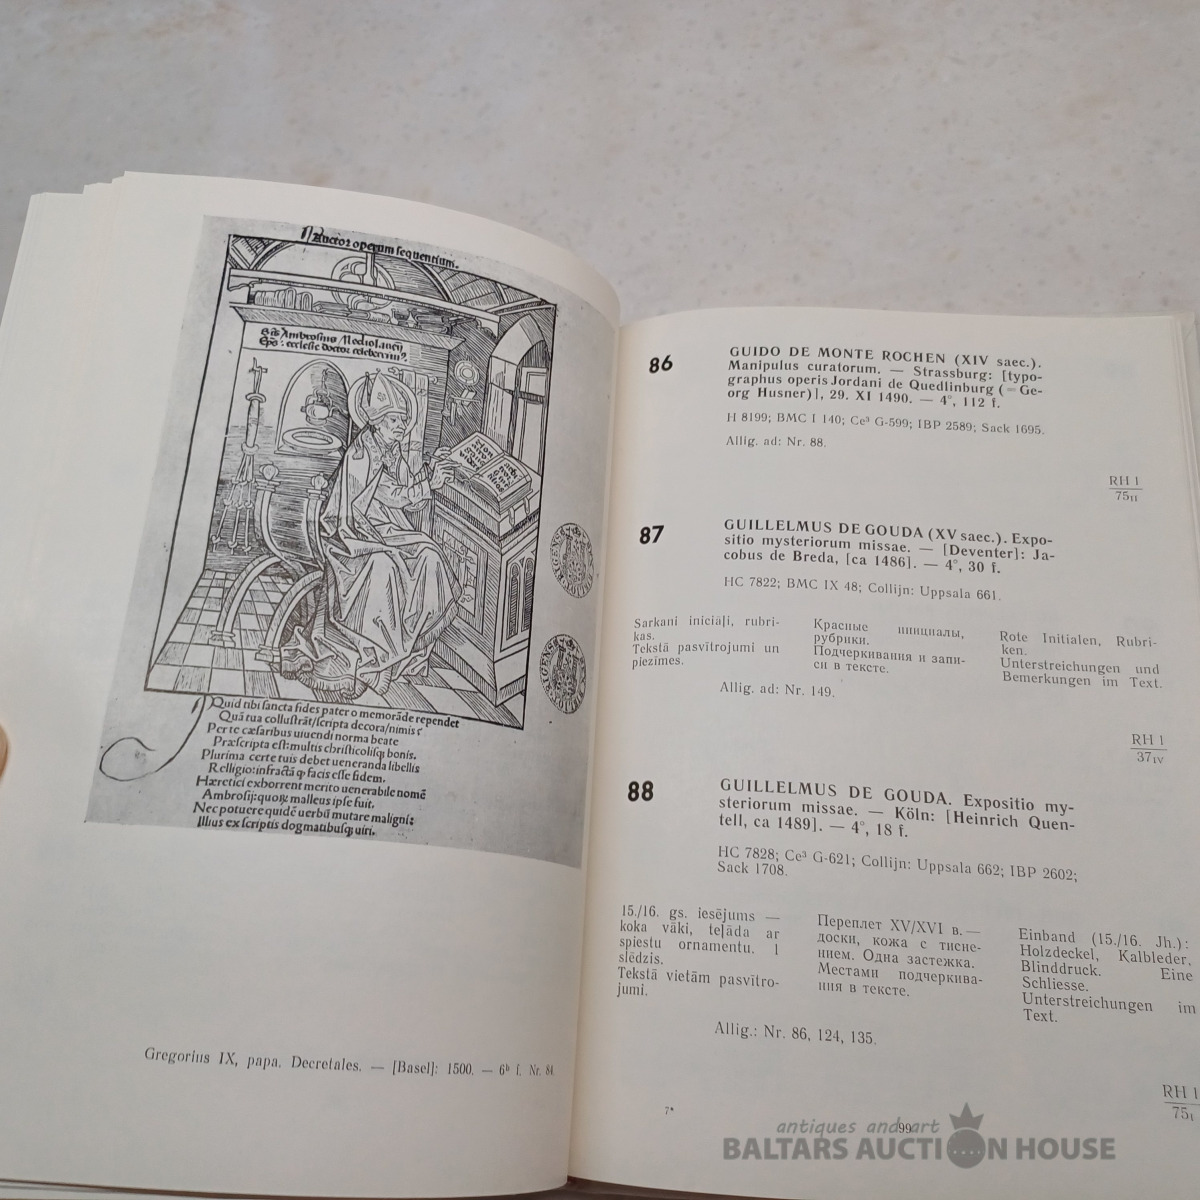 Auctor operum sequentium.
Scūs Ambrosius Mediolaneñ
Epūs: ecclesie doctor celeberrim9.
Quid tibi sancta fides pater o memorāde rependet
Quā tua collustrāt/scripta decora/nimis ς
Per te cæsaribus uiuendi norma beate
Præscripta est: multis christicolisq; bonis.
Plurima certe tuis debet ueneranda libellis
Relligio: infractā q̨ facis esse fidem.
Hæretici exhorrent merito uenerabile nomē
Ambrosij: quoꝝ malleus ipse fuit.
Nec potuere quidē uerbū mutare maligni:
Illius ex scriptis dogmatibusq; uiri.
Gregorius IX, papa. Decretales. — [Basel]: 1500. — 6ᵇ f. Nr. 84.
86
GUIDO DE MONTE ROCHEN (XIV saec.).
Manipulus curatorum. — Strassburg: [typo-
graphus operis Jordani de Quedlinburg (=Ge-
org Husner)], 29. XI 1490. — 4°, 112 f.
H 8199; BMC I 140; Ce³ G-599; IBP 2589; Sack 1695.
Allig. ad: Nr. 88.
RH 1
75II
87
GUILLELMUS DE GOUDA (XV saec.). Expo-
sitio mysteriorum missae. — [Deventer]: Ja-
cobus de Breda, [ca 1486]. — 4°, 30 f.
HC 7822; BMC IX 48; Collijn: Uppsala 661.
Sarkani iniciāļi, rubri-
kas.
Tekstā pasvītrojumi un
piezīmes.
Красные инициалы,
рубрики.
Подчеркивания и запи-
си в тексте.
Rote Initialen, Rubri-
ken.
Unterstreichungen und
Bemerkungen im Text.
Allig. ad: Nr. 149.
RH 1
37IV
88
GUILLELMUS DE GOUDA. Expositio my-
steriorum missae. — Köln: [Heinrich Quen-
tell, ca 1489]. — 4°, 18 f.
HC 7828; Ce³ G-621; Collijn: Uppsala 662; IBP 2602;
Sack 1708.
15./16. gs. iesējums —
koka vāki, teļāda ar
spiestu ornamentu. 1
slēdzis.
Tekstā vietām pasvītro-
jumi.
Переплет XV/XVI в. —
доски, кожа с тисне-
нием. Одна застежка.
Местами подчеркива-
ния в тексте.
Einband (15./16. Jh.):
Holzdeckel, Kalbleder,
Blinddruck. Eine
Schliesse.
Unterstreichungen im
Text.
Allig.: Nr. 86, 124, 135.
RH 1
75I
7*
99
antiques and art
BALTARS AUCTION HOUSE